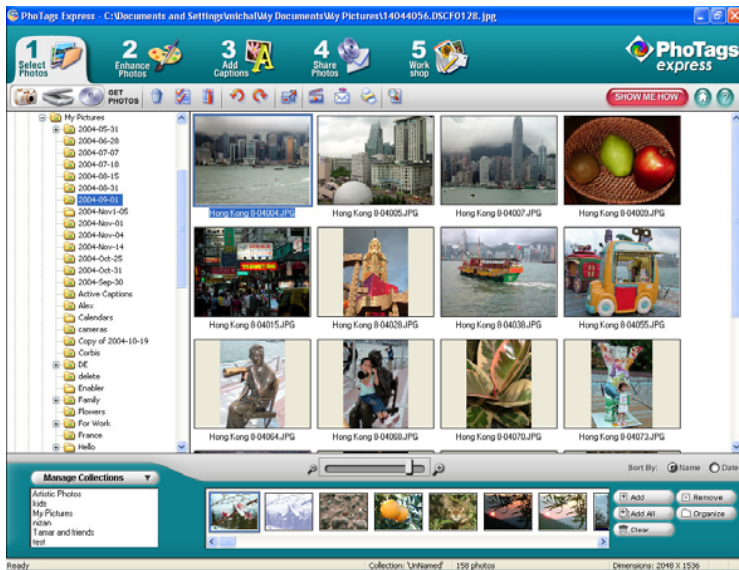 PhoTags Express - C:\Documents and Settings\michal\My Documents\My Pictures\14044056.DSCF0128.jpg
1 Select Photos
2 Enhance Photos
3 Add Captions
4 Share Photos
5 Work shop
PhoTags express
GET PHOTOS
SHOW ME HOW
My Pictures
2004-05-31
2004-06-28
2004-07-07
2004-07-18
2004-08-15
2004-08-31
2004-09-01
2004-Nov1-05
2004-Nov-01
2004-Nov-04
2004-Nov-14
2004-Oct-25
2004-Oct-31
2004-Sep-30
Active Captions
Alex
Calendars
cameras
Copy of 2004-10-19
Corbis
DE
delete
Enabler
Family
Flowers
For Work
France
Hello
Hong Kong 8-04004.JPG
Hong Kong 8-04005.JPG
Hong Kong 8-04007.JPG
Hong Kong 8-04009.JPG
Hong Kong 8-04015.JPG
Hong Kong 8-04028.JPG
Hong Kong 8-04038.JPG
Hong Kong 8-04055.JPG
Hong Kong 8-04064.JPG
Hong Kong 8-04068.JPG
Hong Kong 8-04070.JPG
Hong Kong 8-04073.JPG
Sort By: Name Date
Manage Collections
Artistic Photos
kids
My Pictures
nizan
Tamar and friends
test
Add
Remove
Add All
Organize
Clear
Ready
Collection: 'UnNamed'
158 photos
Dimensions: 2048 X 1536